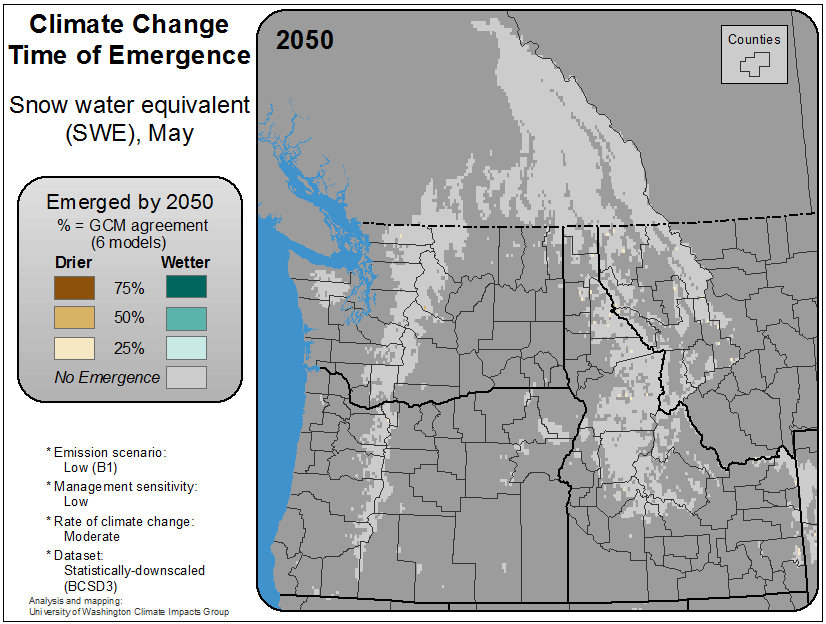 Climate Change
Time of Emergence
Snow water equivalent
(SWE), May
Emerged by 2050
% = GCM agreement
(6 models)
Drier Wetter
75%
50%
25%
No Emergence
* Emission scenario:
Low (B1)
* Management sensitivity:
Low
* Rate of climate change:
Moderate
* Dataset:
Statistically-downscaled
(BCSD3)
Analysis and mapping:
University of Washington Climate Impacts Group
2050
Counties